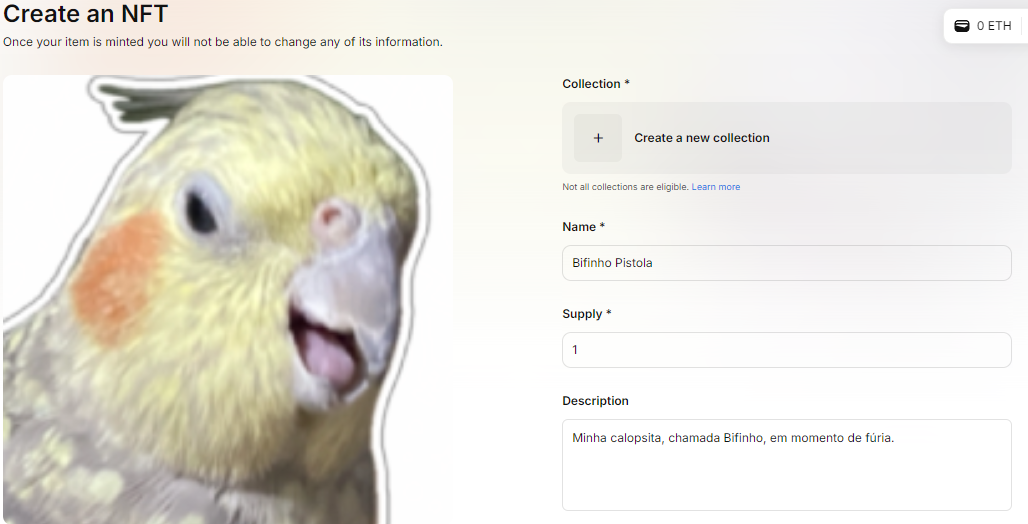 Create an NFT
Once your item is minted you will not be able to change any of its information.
0 ETH
Collection *
+
Create a new collection
Not all collections are eligible. Learn more
Name *
Bifinho Pistola
Supply *
1
Description
Minha calopsita, chamada Bifinho, em momento de fúria.